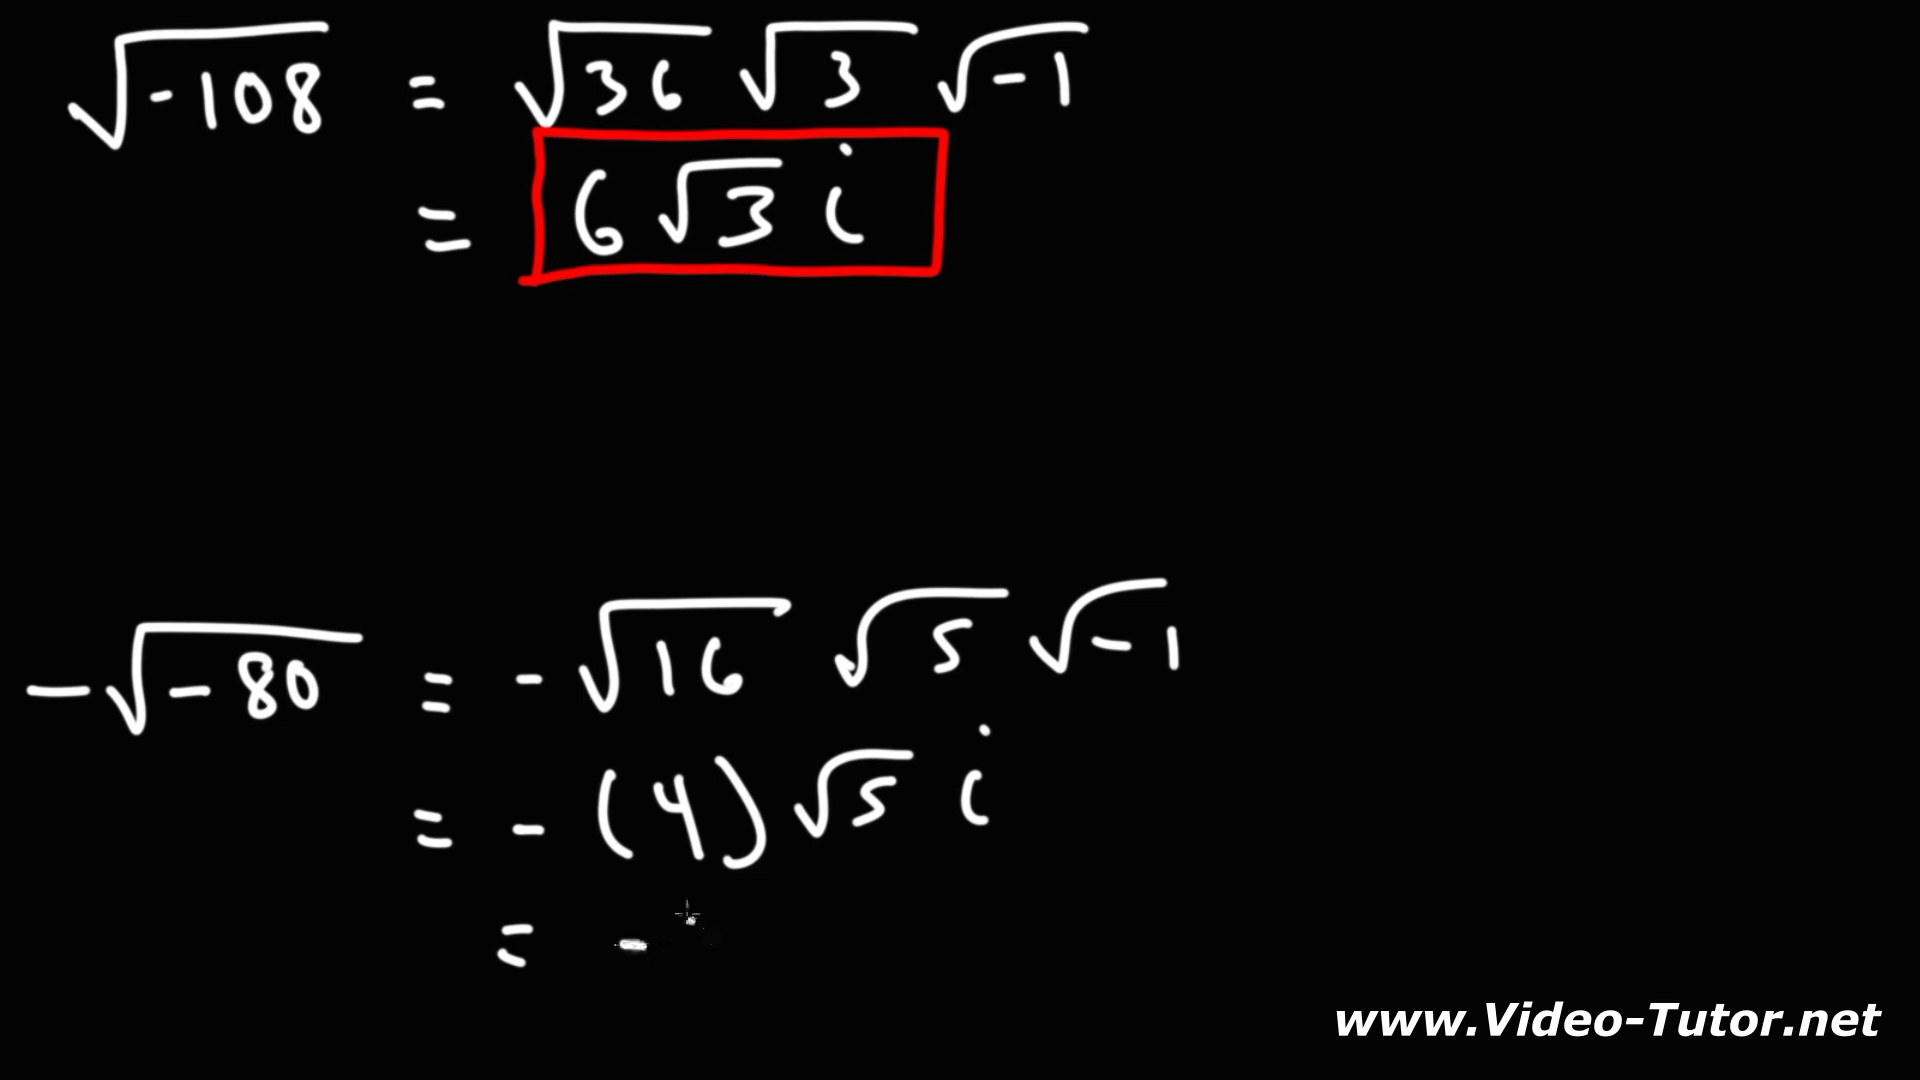 √-108 = √36 √3 √-1
= 6√3 i
-√-80 = -√16 √5 √-1
= -(4)√5 i
= -
www.Video-Tutor.net